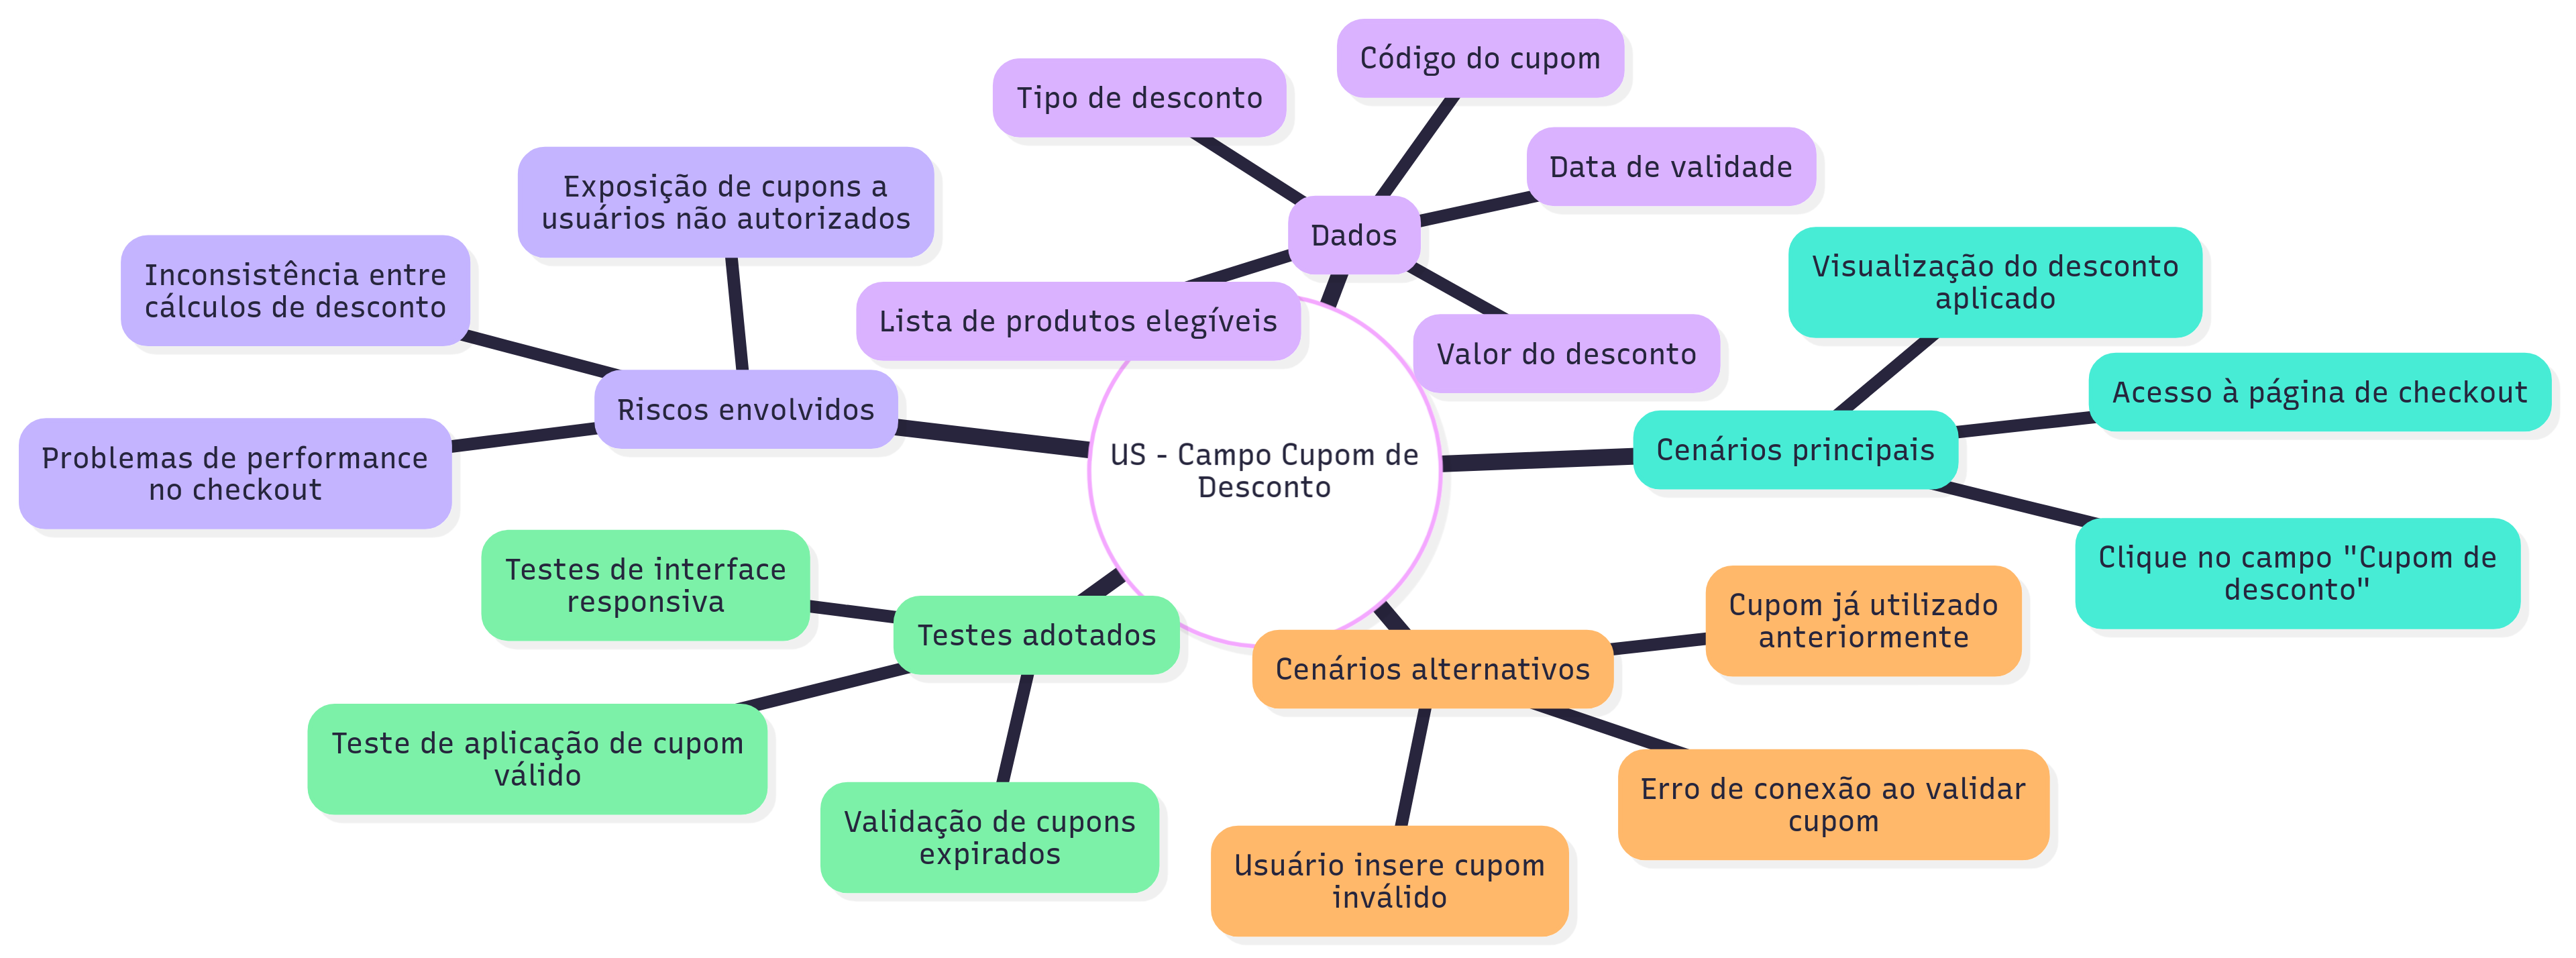 US - Campo Cupom de
Desconto
Dados
Tipo de desconto
Código do cupom
Data de validade
Valor do desconto
Lista de produtos elegíveis
Cenários principais
Visualização do desconto
aplicado
Acesso à página de checkout
Clique no campo "Cupom de
desconto"
Cenários alternativos
Cupom já utilizado
anteriormente
Erro de conexão ao validar
cupom
Usuário insere cupom
inválido
Testes adotados
Testes de interface
responsiva
Teste de aplicação de cupom
válido
Validação de cupons
expirados
Riscos envolvidos
Exposição de cupons a
usuários não autorizados
Inconsistência entre
cálculos de desconto
Problemas de performance
no checkout